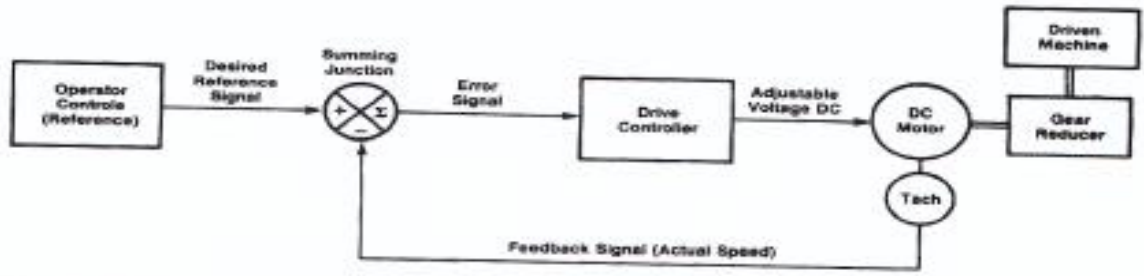 Operator
Controls
(Reference)
Desired
Reference
Signal
Summing
Junction
+
Σ
−
Error
Signal
Drive
Controller
Adjustable
Voltage DC
DC
Motor
Driven
Machine
Gear
Reducer
Tach
Feedback Signal (Actual Speed)